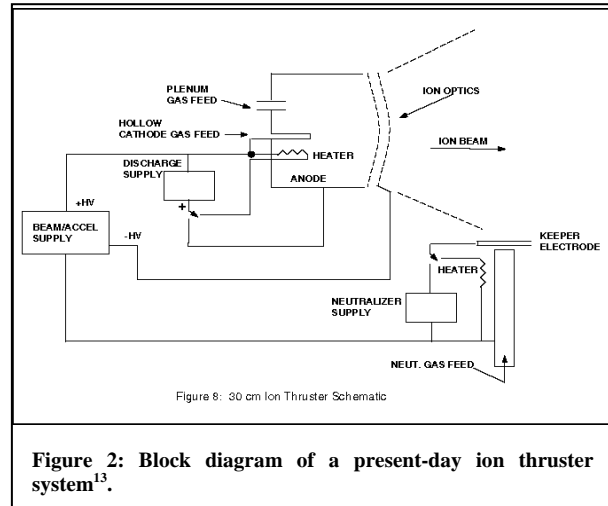 PLENUM
GAS FEED
HOLLOW
CATHODE GAS FEED
ION OPTICS
ION BEAM
HEATER
DISCHARGE
SUPPLY
ANODE
+
+HV
BEAM/ACCEL
SUPPLY
-HV
KEEPER
ELECTRODE
HEATER
NEUTRALIZER
SUPPLY
NEUT. GAS FEED
Figure 8: 30 cm Ion Thruster Schematic
Figure 2: Block diagram of a present-day ion thruster
system¹³.